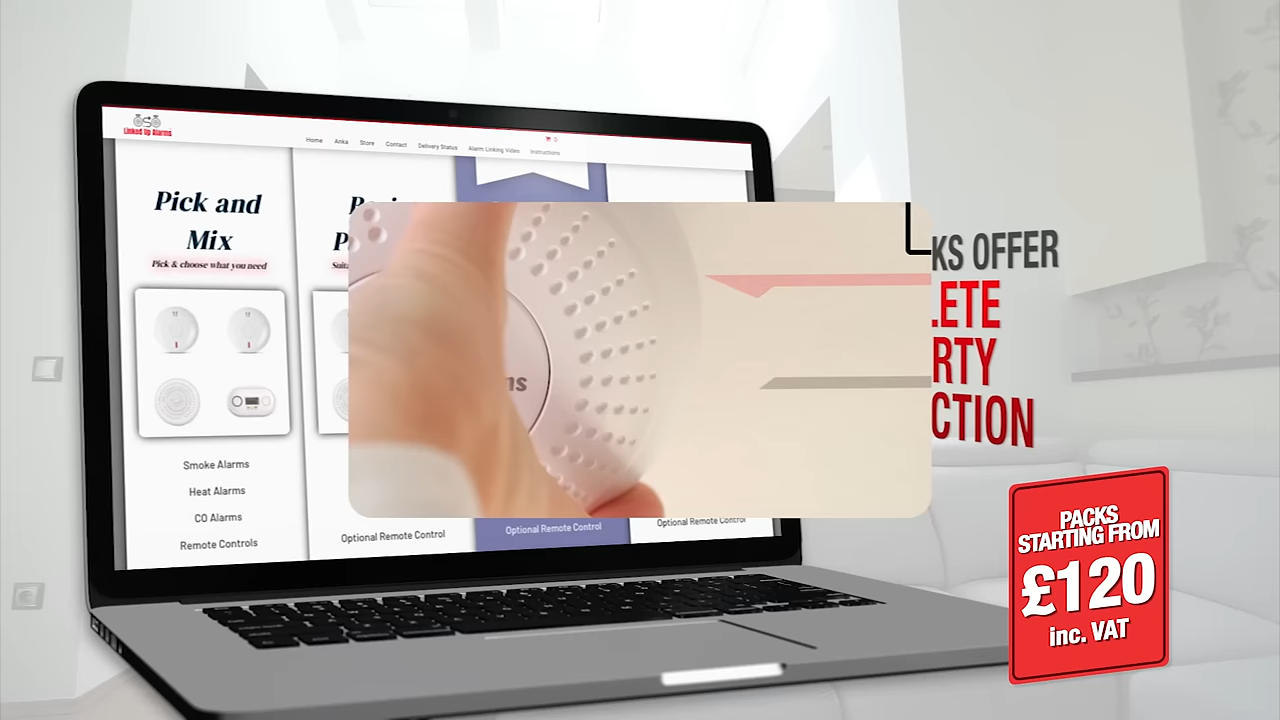 Linked Up Alarms
Home Anka Store Contact Delivery Status Alarm Linking Video Instructions
0
Pick and
Mix
Pick & choose what you need
Smoke Alarms
Heat Alarms
CO Alarms
Remote Controls
Optional Remote Control
Optional Remote Control
Optional Remote Control
ms
KS OFFER
LETE
RTY
CTION
PACKS
STARTING FROM
£120
inc. VAT